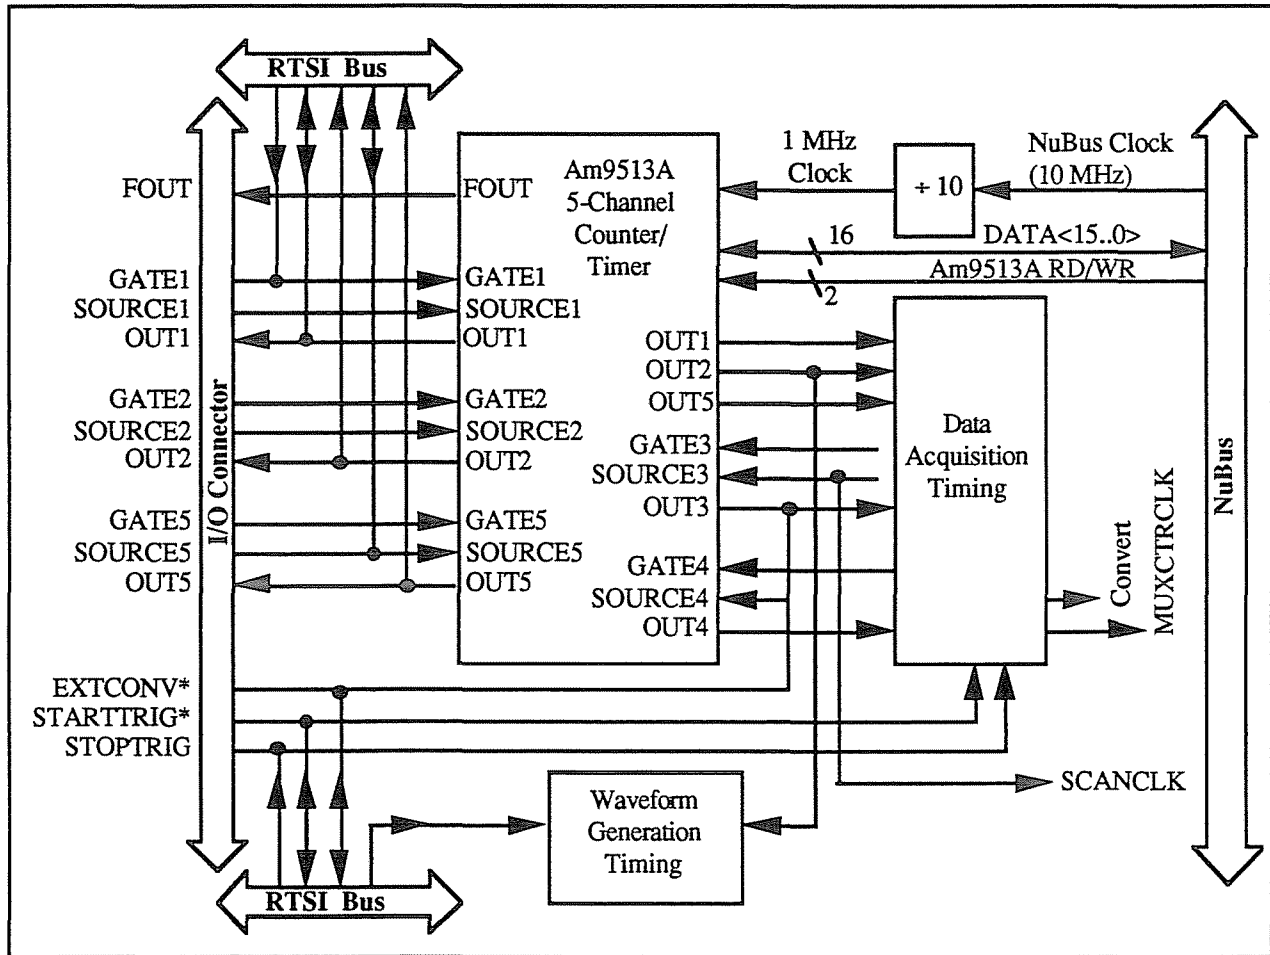 RTSI Bus
I/O Connector
FOUT
GATE1
SOURCE1
OUT1
GATE2
SOURCE2
OUT2
GATE5
SOURCE5
OUT5
EXTCONV*
STARTTRIG*
STOPTRIG
Am9513A
5-Channel
Counter/
Timer
FOUT
GATE1
SOURCE1
OUT1
GATE2
SOURCE2
OUT2
GATE5
SOURCE5
OUT5
OUT1
OUT2
OUT5
GATE3
SOURCE3
OUT3
GATE4
SOURCE4
OUT4
1 MHz
Clock
÷ 10
NuBus Clock
(10 MHz)
16
DATA<15..0>
Am9513A RD/WR
2
Data
Acquisition
Timing
Convert
MUXCTRCLK
NuBus
SCANCLK
Waveform
Generation
Timing
RTSI Bus